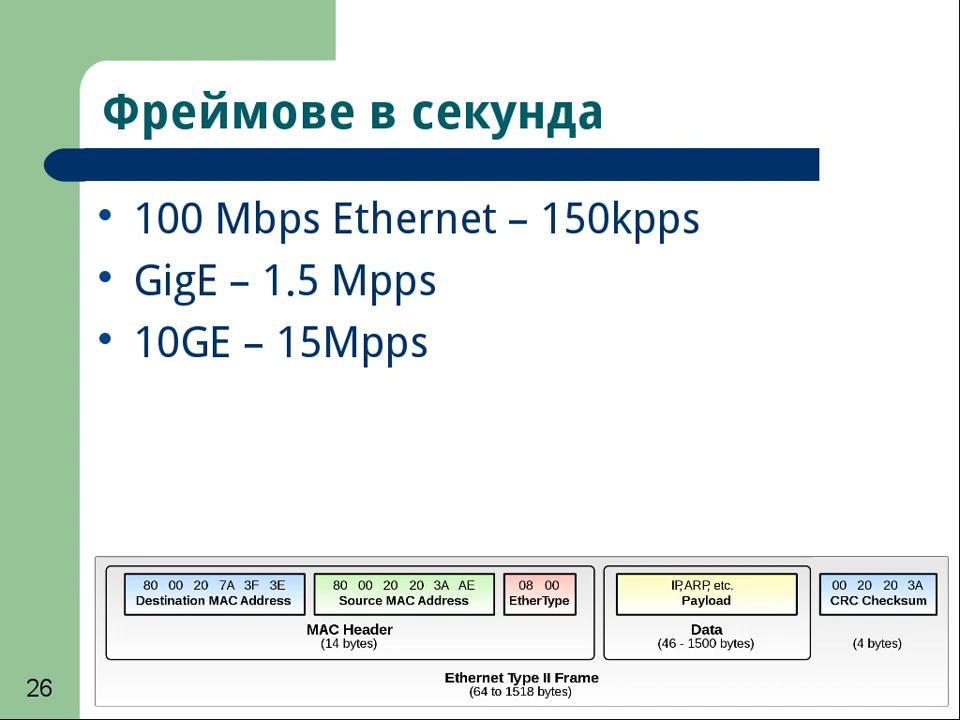 Фреймове в секунда
• 100 Mbps Ethernet – 150kpps
• GigE – 1.5 Mpps
• 10GE – 15Mpps
80 00 20 7A 3F 3E
Destination MAC Address
80 00 20 20 3A AE
Source MAC Address
08 00
EtherType
IP, ARP, etc.
Payload
00 20 20 3A
CRC Checksum
MAC Header
(14 bytes)
Data
(46 - 1500 bytes)
(4 bytes)
Ethernet Type II Frame
(64 to 1518 bytes)
26